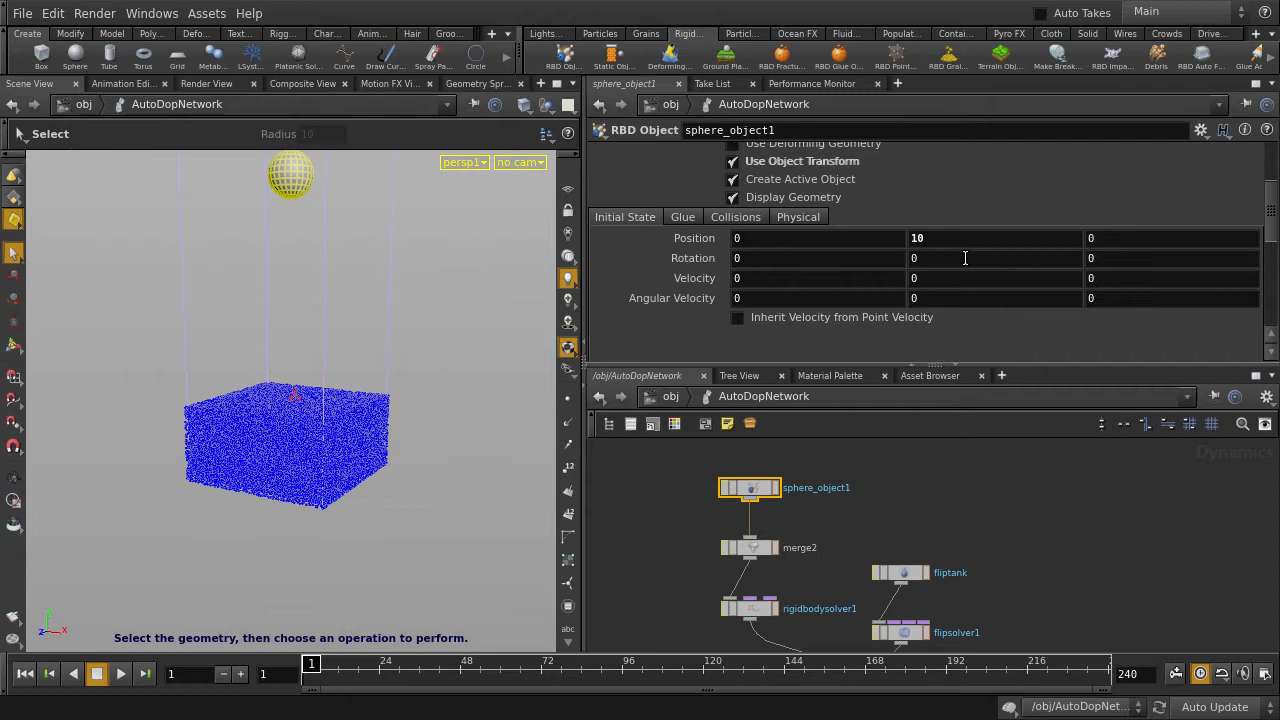 File Edit Render Windows Assets Help Auto Takes Main
Create Modify Model Poly... Defo... Text... Rigg... Char... Anim... Hair Groo... Lights... Particles Grains Rigid... Particl... Ocean FX Fluid... Populat... Contai... Pyro FX Cloth Solid Wires Crowds Drive...
Box Sphere Tube Torus Grid Metab... LSyst... Platonic Sol... Curve Draw Cur... Spray Pa... Circle RBD Obj... Static Obj... Deforming... Ground Pla... RBD Fractu... RBD Glue O... RBD Point... RBD Grai... Terrain Obj... Make Break... RBD Impa... Debris RBD Auto F... Glue Ac
Scene View Animation Edi... Render View Composite View Motion FX Vi... Geometry Spr... sphere_object1 Take List Performance Monitor
obj AutoDopNetwork obj AutoDopNetwork
Select Radius 10 RBD Object sphere_object1
persp1 no cam
Use Deforming Geometry
Use Object Transform
Create Active Object
Display Geometry
Initial State Glue Collisions Physical
Position 0 10 0
Rotation 0 0 0
Velocity 0 0 0
Angular Velocity 0 0 0
Inherit Velocity from Point Velocity
/obj/AutoDopNetwork Tree View Material Palette Asset Browser
obj AutoDopNetwork
Dynamics
sphere_object1
merge2
fliptank
rigidbodysolver1
flipsolver1
12
12
abc
z x
Select the geometry, then choose an operation to perform.
1 1 1 24 48 72 96 120 144 168 192 216 240
/obj/AutoDopNet... Auto Update